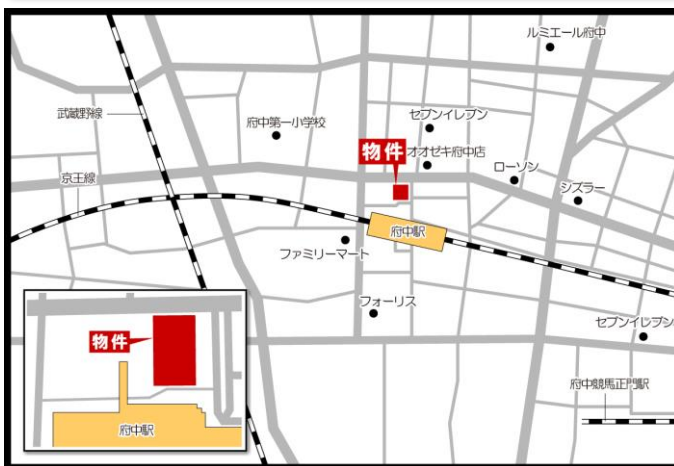 ルミエール府中
武蔵野線
セブンイレブン
府中第一小学校
物件
オオゼキ府中店
ローソン
京王線
シズラー
府中駅
ファミリーマート
フォーリス
セブンイレブン
物件
府中競馬正門駅
府中駅